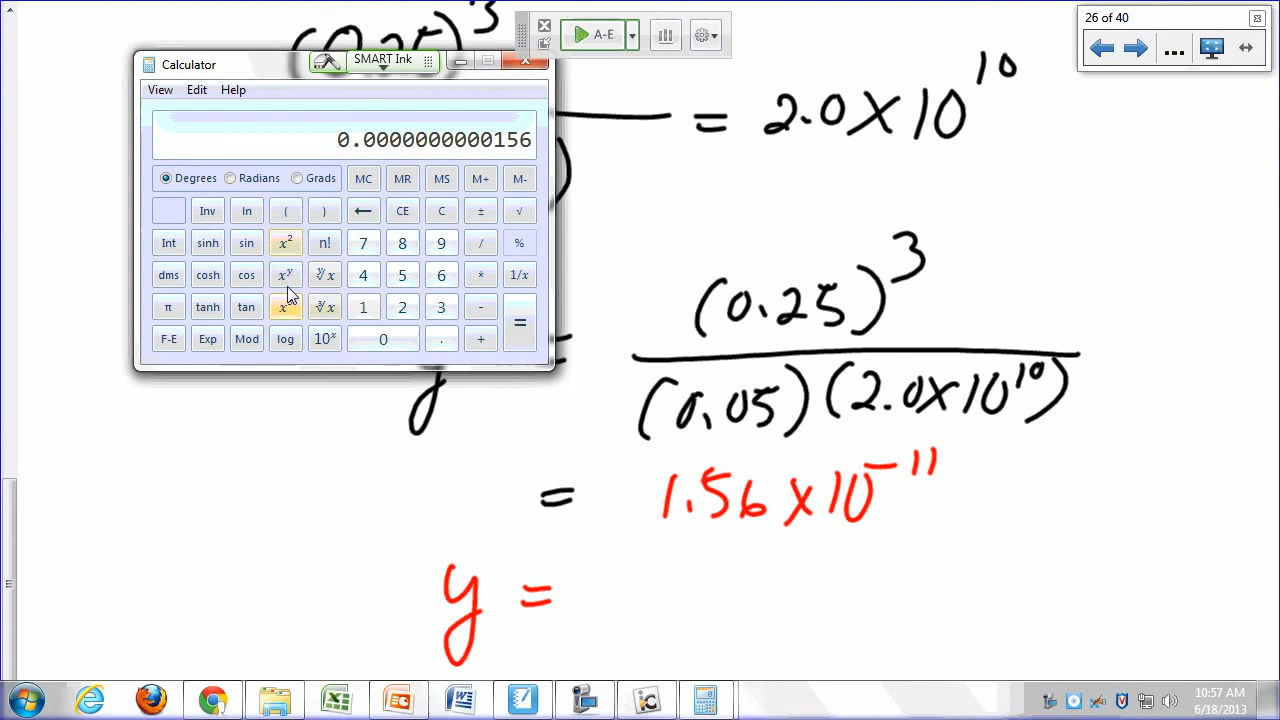 (0.25)³
A-E
26 of 40
Calculator
SMART Ink
View Edit Help
0.0000000000156
= 2.0 X 10¹⁰
Degrees Radians Grads MC MR MS M+ M-
Inv ln ( ) ← CE C ± √
Int sinh sin x² n! 7 8 9 / %
dms cosh cos xʸ ʸ√x 4 5 6 * 1/x
π tanh tan x ³√x 1 2 3 - =
F-E Exp Mod log 10ˣ 0 . +
y = (0.25)³
(0.05)(2.0x10¹⁰)
= 1.56 x 10⁻¹¹
y =
10:57 AM
6/18/2013